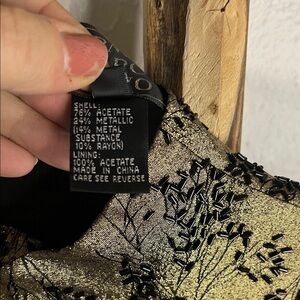 SHELL:
76% ACETATE
24% METALLIC
(14% METAL
SUBSTANCE
10% RAYON)
LINING:
100% ACETATE
MADE IN CHINA
CARE SEE REVERSE